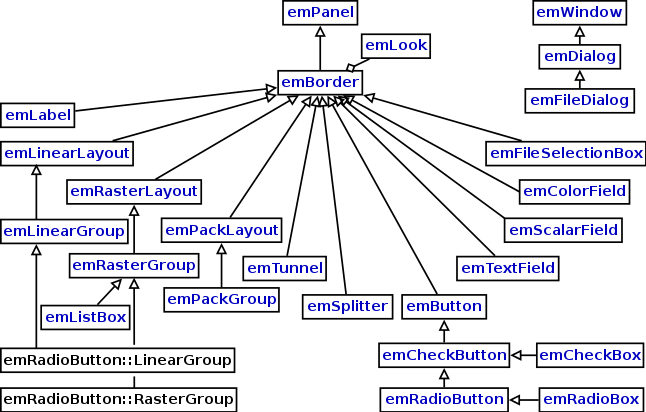 emPanel
emWindow
emLook
emDialog
emBorder
emFileDialog
emLabel
emLinearLayout
emFileSelectionBox
emRasterLayout
emColorField
emLinearGroup
emPackLayout
emScalarField
emRasterGroup
emTunnel
emTextField
emPackGroup
emSplitter
emButton
emListBox
emRadioButton::LinearGroup
emCheckButton
emCheckBox
emRadioButton::RasterGroup
emRadioButton
emRadioBox